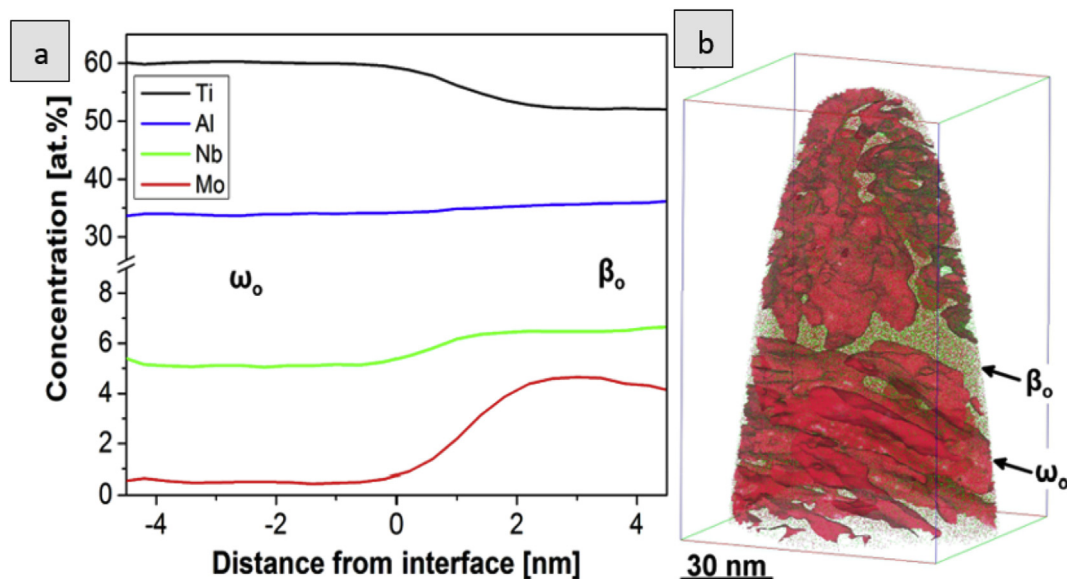 a
b
60
50
40
30
8
6
4
2
0
Ti
Al
Nb
Mo
ωₒ
βₒ
Concentration [at.%]
-4
-2
0
2
4
Distance from interface [nm]
βₒ
ωₒ
30 nm